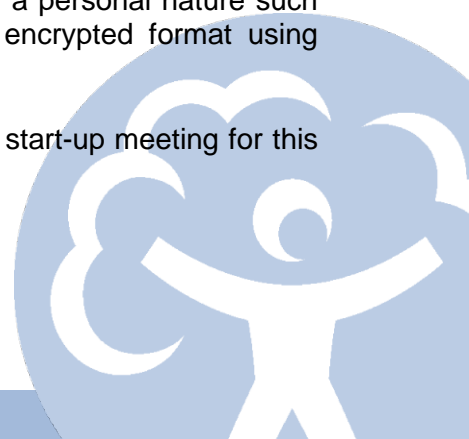 a personal nature such
encrypted format using
start-up meeting for this